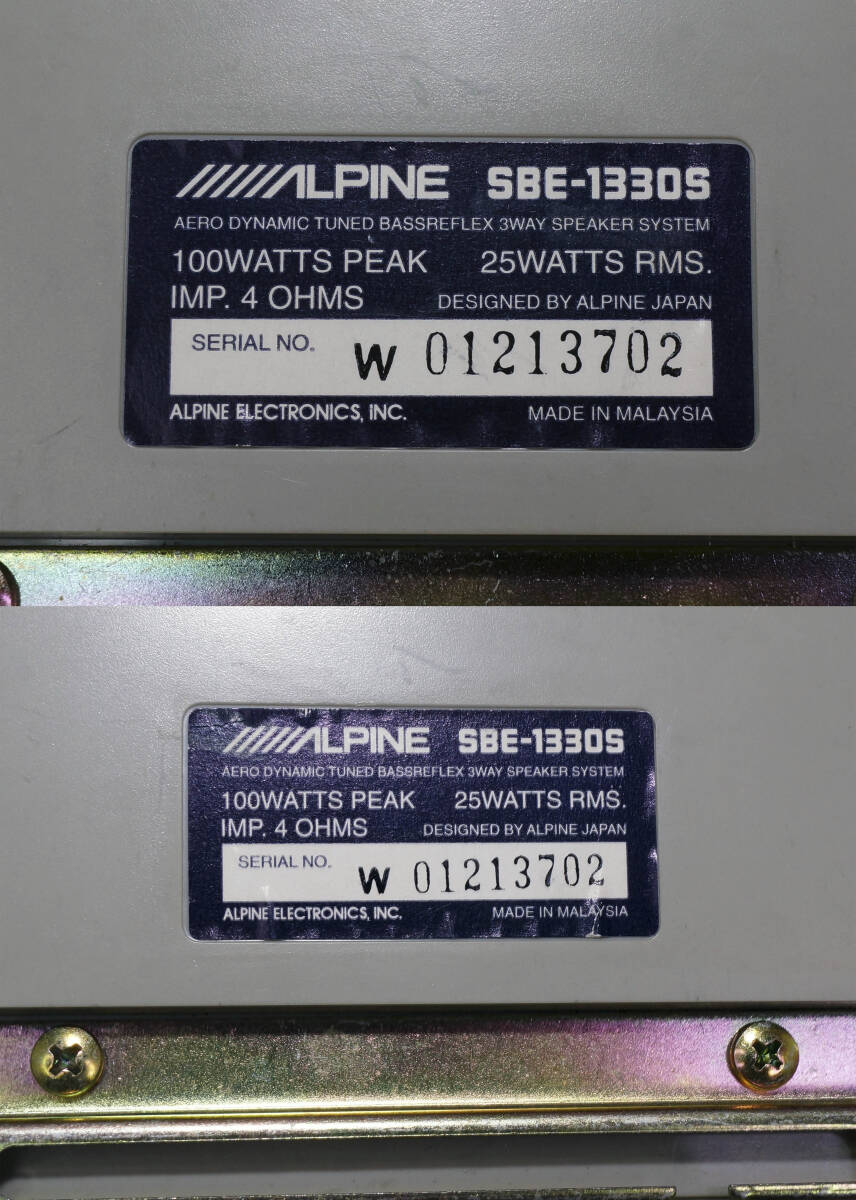 ALPINE SBE-1330S
AERO DYNAMIC TUNED BASSREFLEX 3WAY SPEAKER SYSTEM
100WATTS PEAK 25WATTS RMS.
IMP. 4 OHMS DESIGNED BY ALPINE JAPAN
SERIAL NO. W 01213702
ALPINE ELECTRONICS, INC. MADE IN MALAYSIA
ALPINE SBE-1330S
AERO DYNAMIC TUNED BASSREFLEX 3WAY SPEAKER SYSTEM
100WATTS PEAK 25WATTS RMS.
IMP. 4 OHMS DESIGNED BY ALPINE JAPAN
SERIAL NO. W 01213702
ALPINE ELECTRONICS, INC. MADE IN MALAYSIA